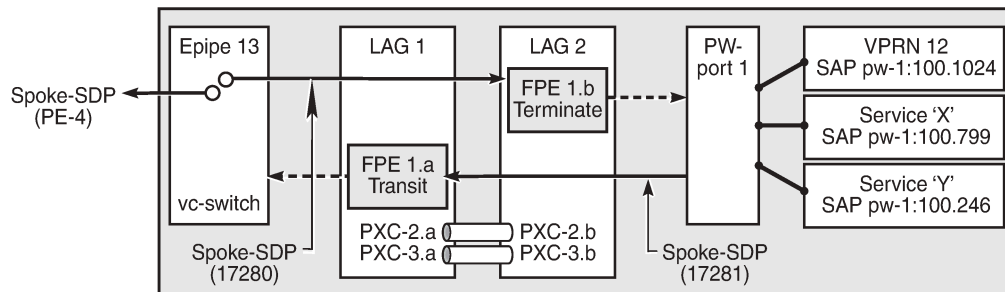 Spoke-SDP
(PE-4)
Epipe 13
vc-switch
Spoke-SDP
(17280)
LAG 1
FPE 1.a
Transit
PXC-2.a
PXC-3.a
LAG 2
FPE 1.b
Terminate
PXC-2.b
PXC-3.b
Spoke-SDP
(17281)
PW-
port 1
VPRN 12
SAP pw-1:100.1024
Service ‘X’
SAP pw-1:100.799
Service ‘Y’
SAP pw-1:100.246